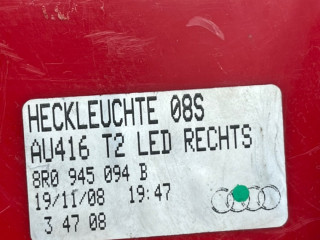 HECKLEUCHTE 08S
AU416 T2 LED RECHTS
8R0 945 094 B
19/11/08 19:47
3 47 08